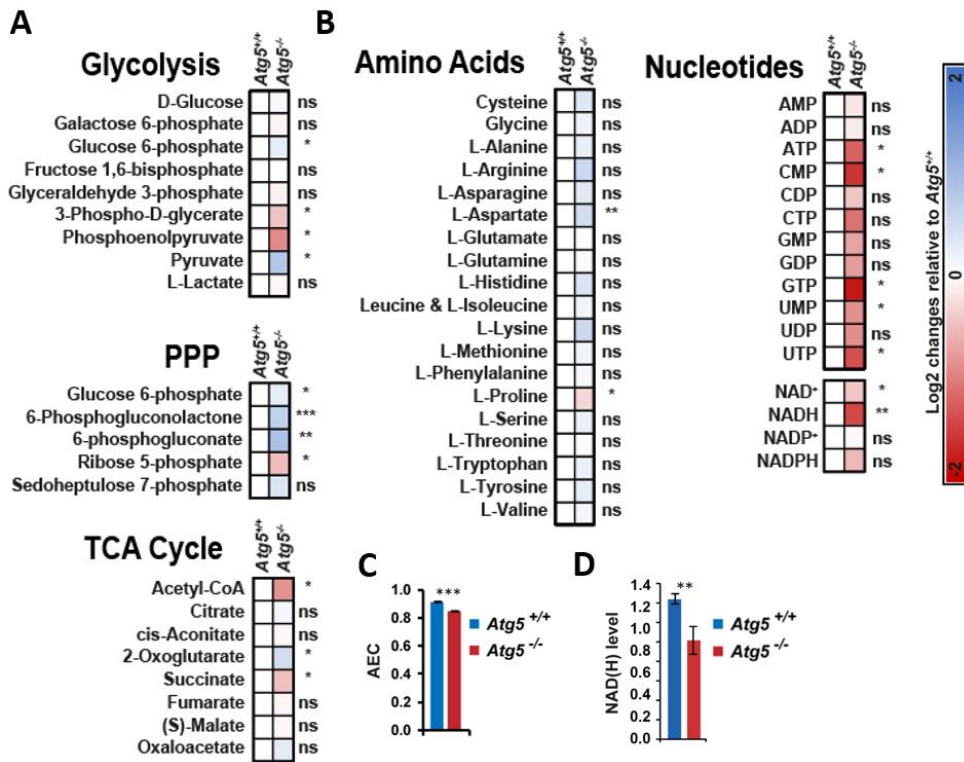 A
Glycolysis
Atg5+/+ Atg5-/-
D-Glucose ns
Galactose 6-phosphate ns
Glucose 6-phosphate *
Fructose 1,6-bisphosphate ns
Glyceraldehyde 3-phosphate ns
3-Phospho-D-glycerate *
Phosphoenolpyruvate *
Pyruvate *
L-Lactate ns
PPP
Atg5+/+ Atg5-/-
Glucose 6-phosphate *
6-Phosphogluconolactone ***
6-phosphogluconate **
Ribose 5-phosphate *
Sedoheptulose 7-phosphate ns
TCA Cycle
Atg5+/+ Atg5-/-
Acetyl-CoA *
Citrate ns
cis-Aconitate ns
2-Oxoglutarate *
Succinate *
Fumarate ns
(S)-Malate ns
Oxaloacetate ns
B
Amino Acids
Atg5+/+ Atg5-/-
Cysteine ns
Glycine ns
L-Alanine ns
L-Arginine ns
L-Asparagine ns
L-Aspartate **
L-Glutamate ns
L-Glutamine ns
L-Histidine ns
Leucine & L-Isoleucine ns
L-Lysine ns
L-Methionine ns
L-Phenylalanine ns
L-Proline *
L-Serine ns
L-Threonine ns
L-Tryptophan ns
L-Tyrosine ns
L-Valine ns
Nucleotides
Atg5+/+ Atg5-/-
AMP ns
ADP ns
ATP *
CMP *
CDP ns
CTP ns
GMP ns
GDP ns
GTP *
UMP *
UDP ns
UTP *
NAD+ *
NADH **
NADP+ ns
NADPH ns
Log2 changes relative to Atg5+/+
2
0
-2
C
***
AEC
1.0
0.8
0.6
0.4
0.2
0.0
Atg5 +/+
Atg5 -/-
D
**
NAD(H) level
1.4
1.2
1.2
1.0
0.8
0.6
0.4
0.2
0.0
Atg5 +/+
Atg5 -/-